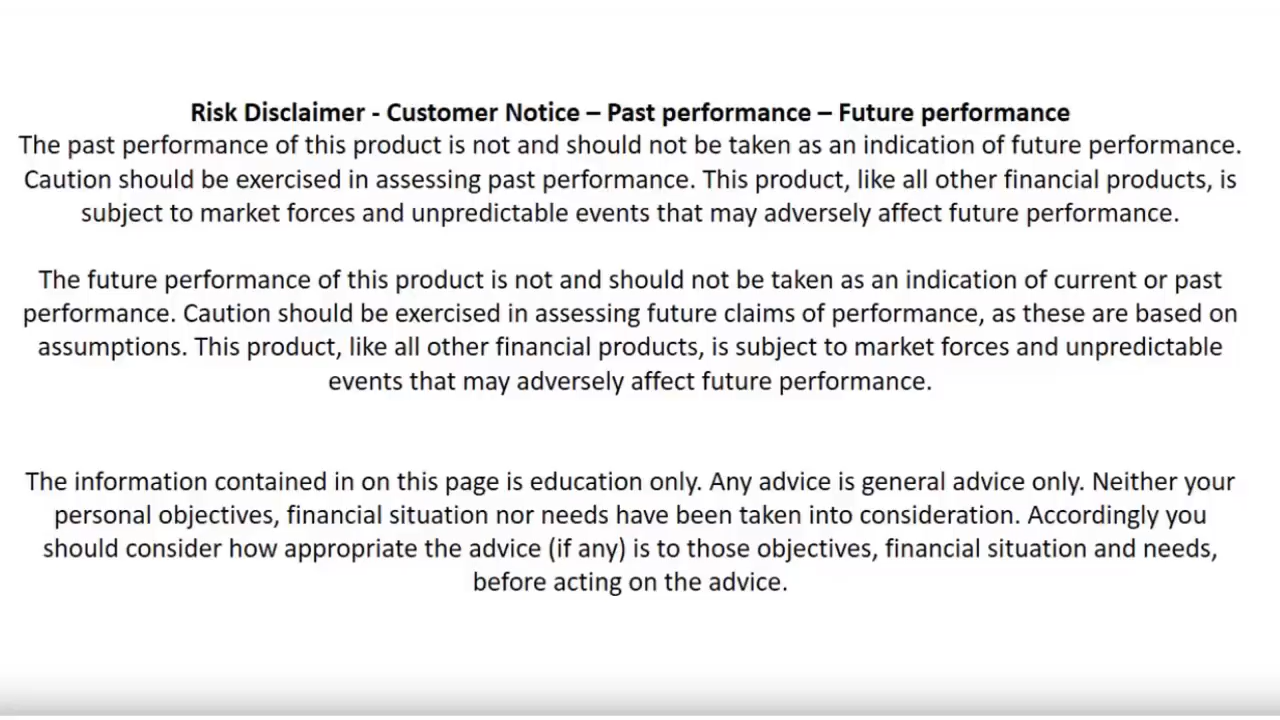 Risk Disclaimer - Customer Notice – Past performance – Future performance
The past performance of this product is not and should not be taken as an indication of future performance.
Caution should be exercised in assessing past performance. This product, like all other financial products, is
subject to market forces and unpredictable events that may adversely affect future performance.
The future performance of this product is not and should not be taken as an indication of current or past
performance. Caution should be exercised in assessing future claims of performance, as these are based on
assumptions. This product, like all other financial products, is subject to market forces and unpredictable
events that may adversely affect future performance.
The information contained in on this page is education only. Any advice is general advice only. Neither your
personal objectives, financial situation nor needs have been taken into consideration. Accordingly you
should consider how appropriate the advice (if any) is to those objectives, financial situation and needs,
before acting on the advice.